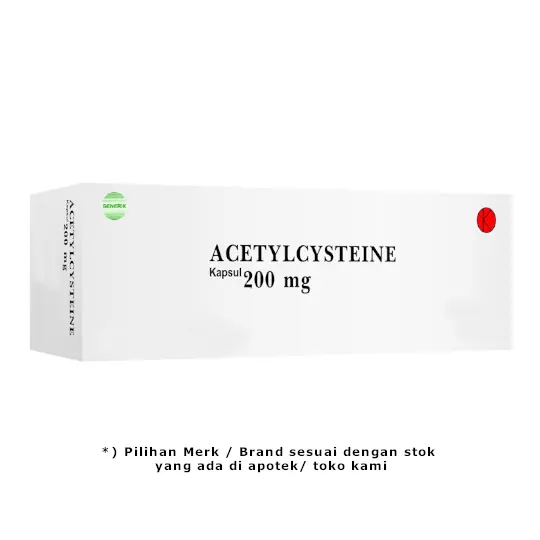 GENERIK
K
ACETYLCYSTEINE
Kapsul 200 mg
ACETYLCYSTEINE
Kapsul 200 mg
*) Pilihan Merk / Brand sesuai dengan stok
yang ada di apotek/ toko kami